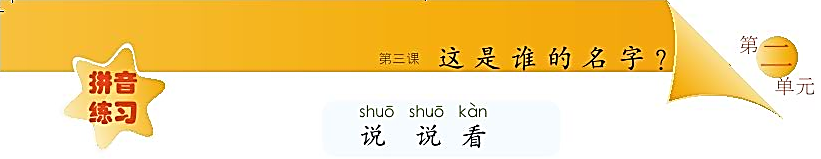 第三课 这是谁的名字？
第二单元
拼音练习
shuō shuō kàn
说 说 看